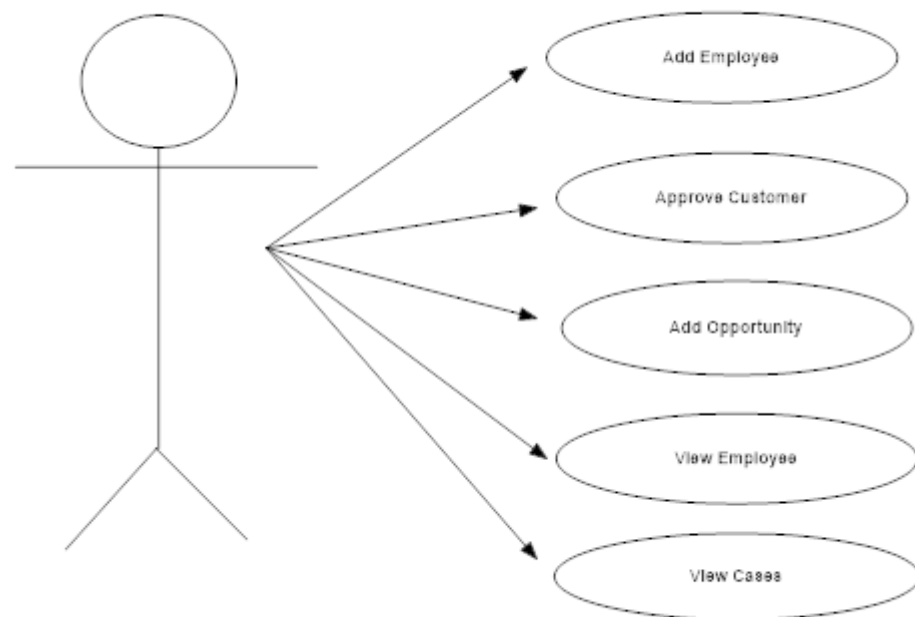 Add Employee
Approve Customer
Add Opportunity
View Employee
View Cases